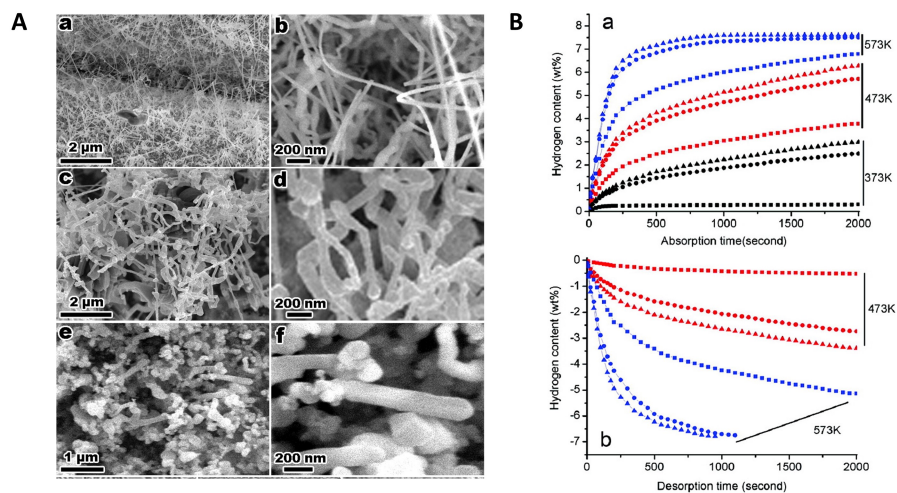 A
a
2 µm
b
200 nm
c
2 µm
d
200 nm
e
1 µm
f
200 nm
B
a
Hydrogen content (wt%)
8
7
6
5
4
3
2
1
0
0 500 1000 1500 2000
Absorption time(second)
573K
473K
373K
Hydrogen content (wt%)
0
-1
-2
-3
-4
-5
-6
-7
0 500 1000 1500 2000
Desorption time (second)
473K
573K
b